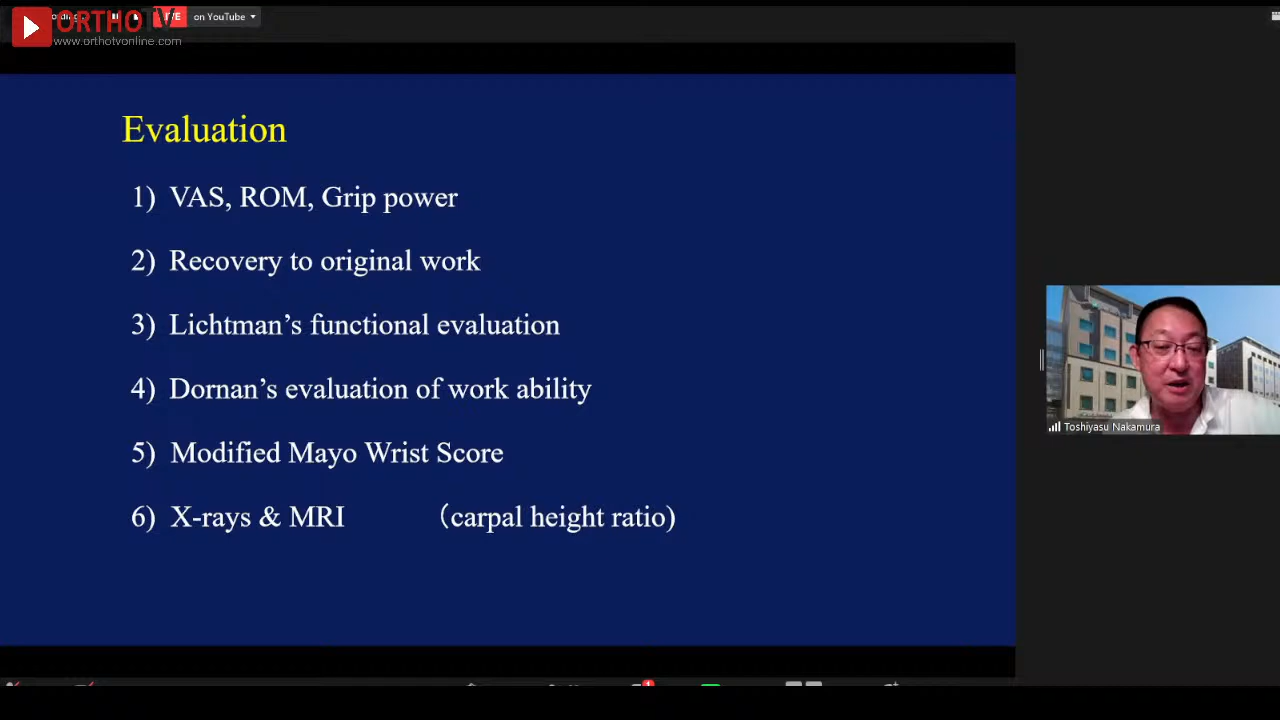 LIVE on YouTube
ORTHOTV
www.orthotvonline.com
Evaluation
1) VAS, ROM, Grip power
2) Recovery to original work
3) Lichtman’s functional evaluation
4) Dornan’s evaluation of work ability
5) Modified Mayo Wrist Score
6) X-rays & MRI （carpal height ratio)
Toshiyasu Nakamura
1